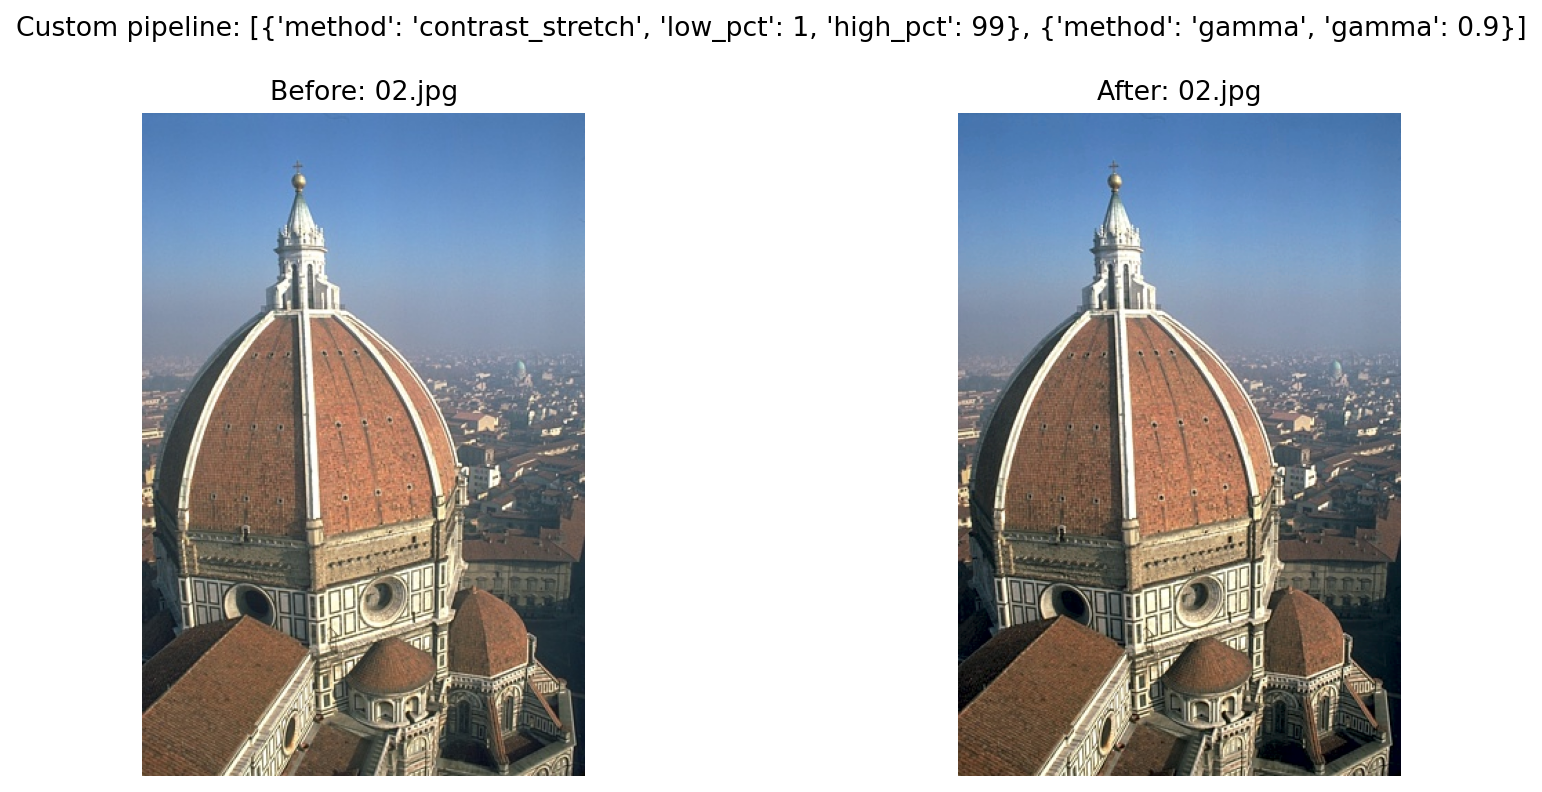 Custom pipeline: [{'method': 'contrast_stretch', 'low_pct': 1, 'high_pct': 99}, {'method': 'gamma', 'gamma': 0.9}]
Before: 02.jpg
After: 02.jpg